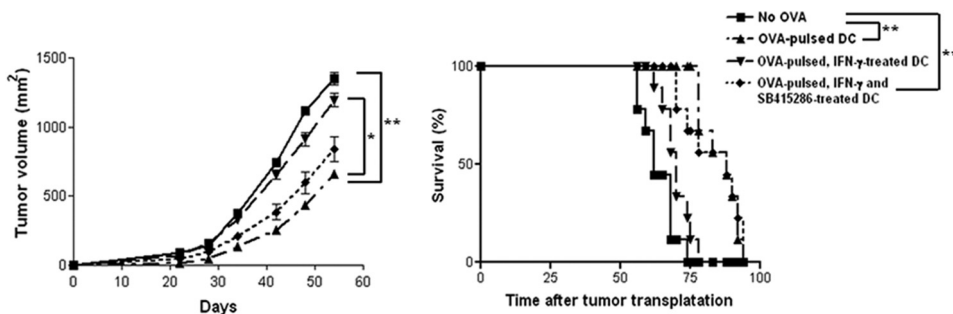 No OVA
OVA-pulsed DC
OVA-pulsed, IFN-γ-treated DC
OVA-pulsed, IFN-γ and
SB415286-treated DC
**
**
Tumor volume (mm2)
1500
1000
500
0
0 10 20 30 40 50 60
Days
*
**
Survival (%)
100
50
0
0 25 50 75 100
Time after tumor transplatation